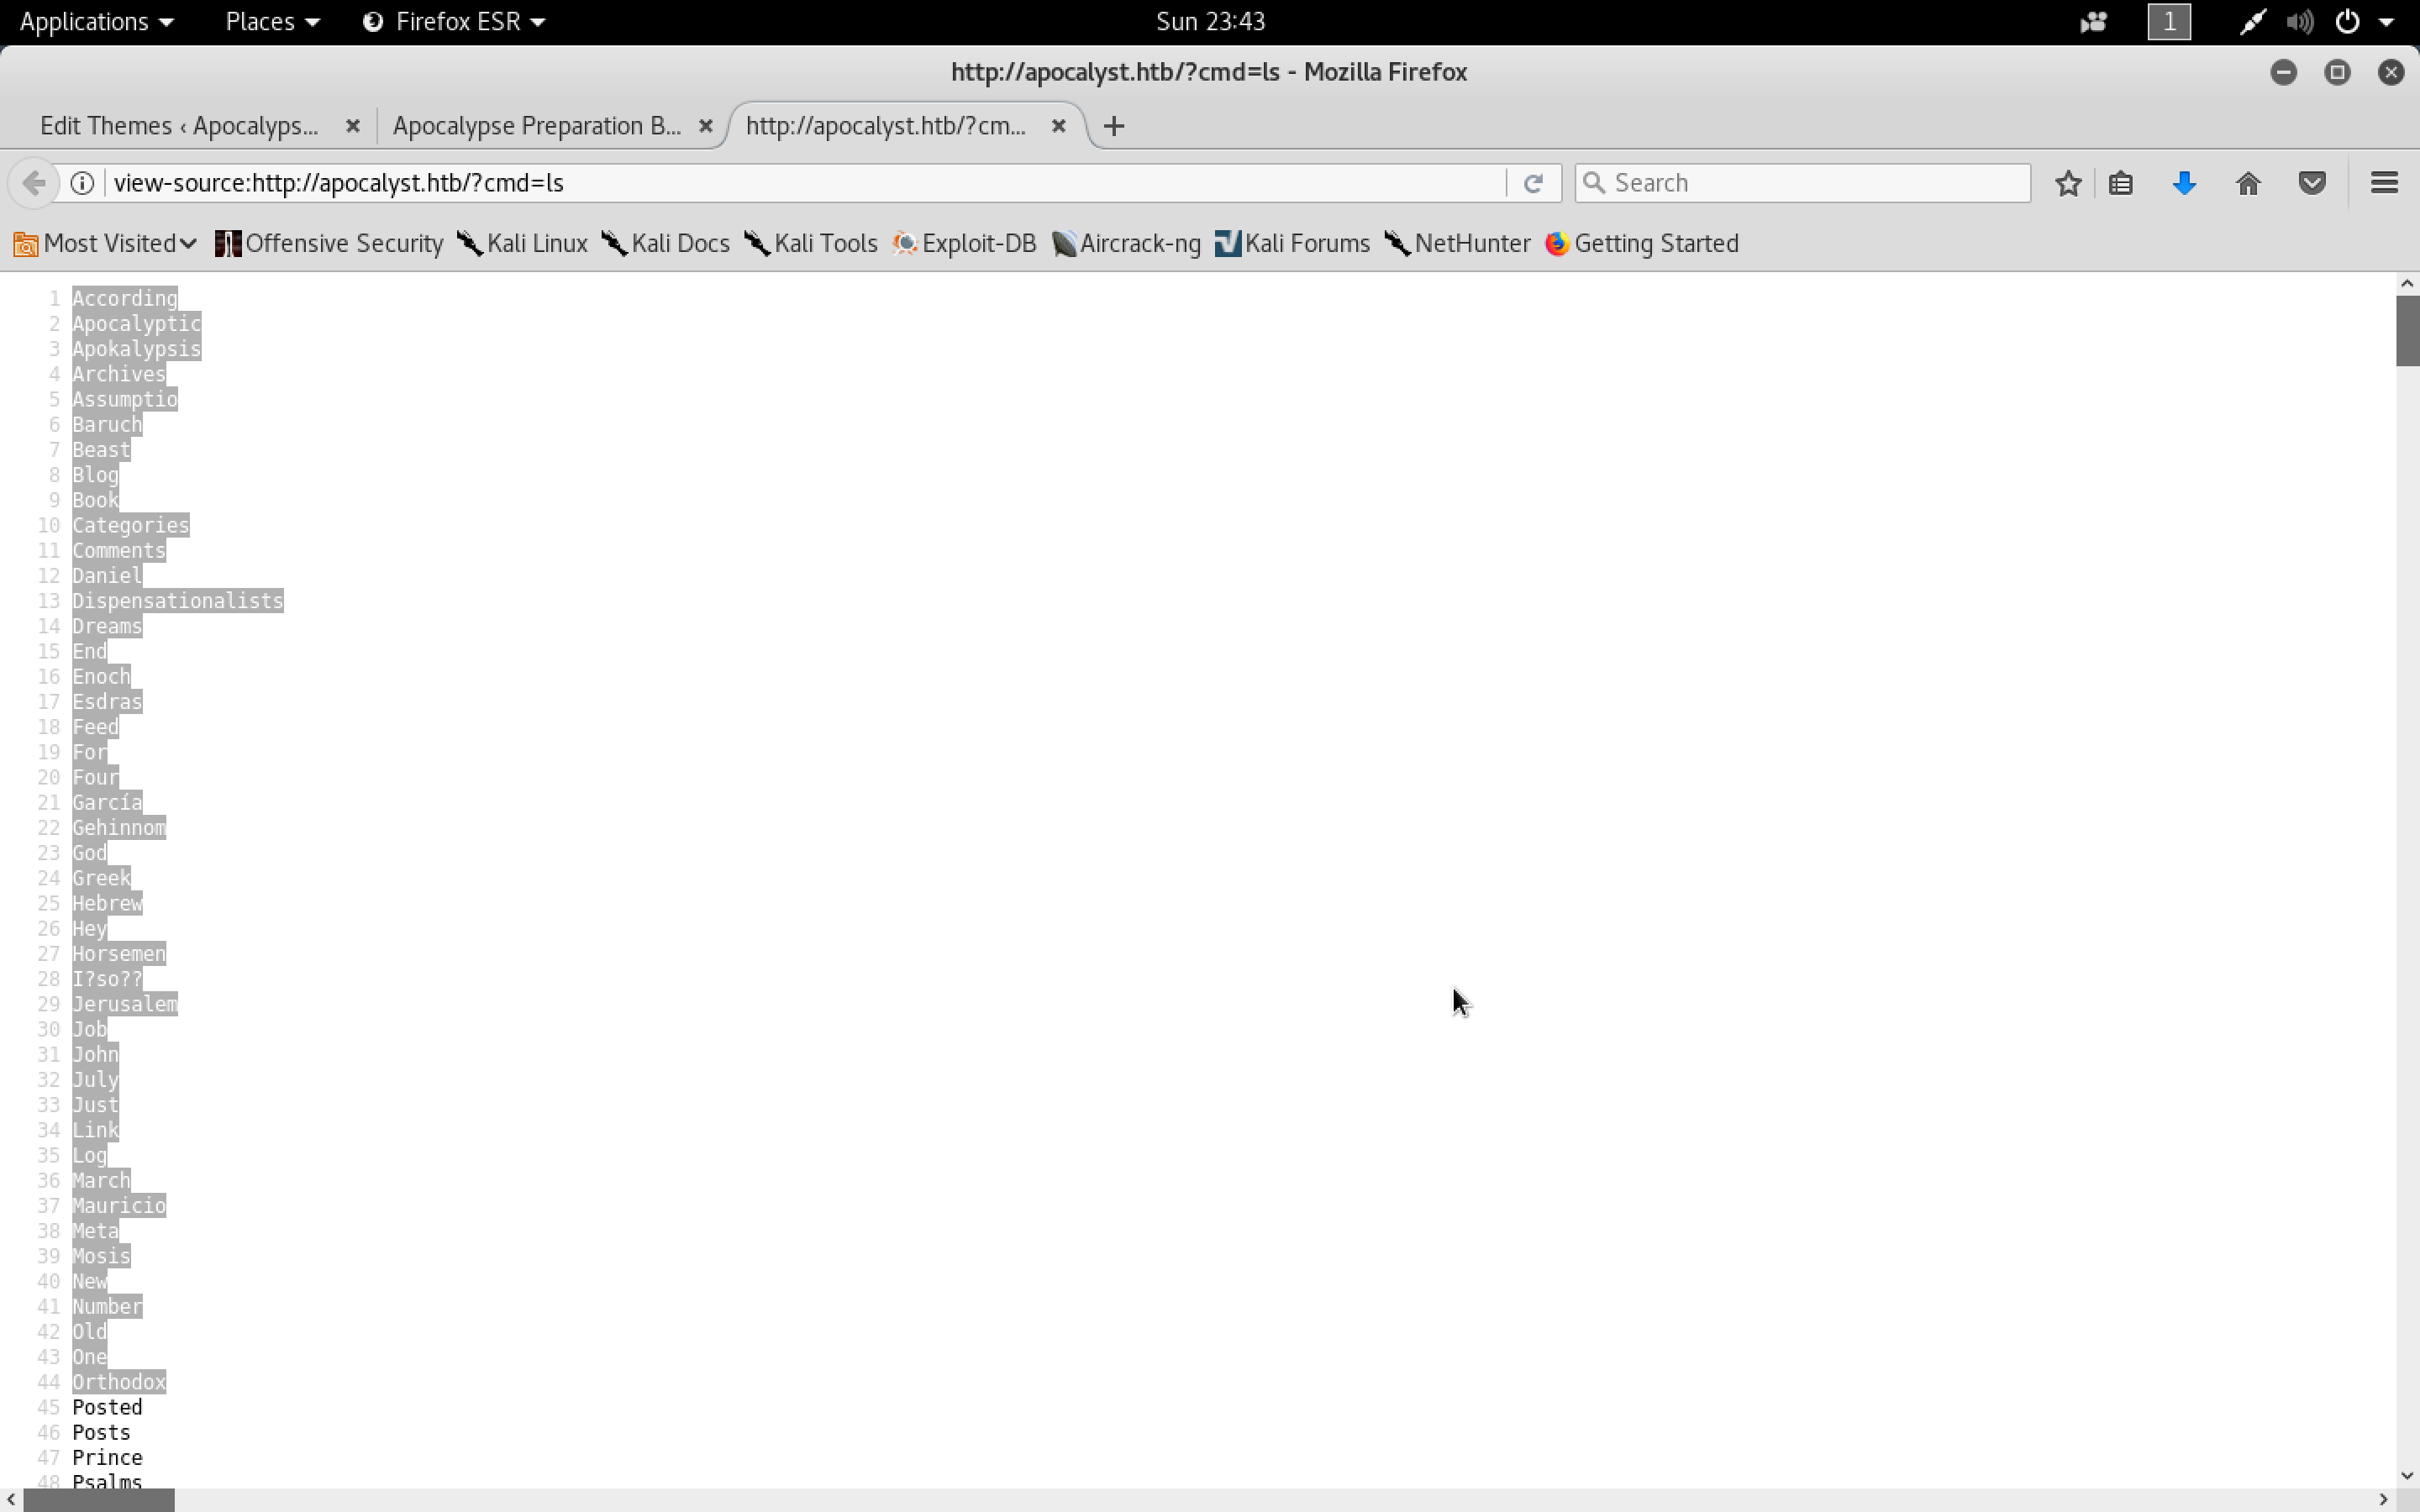 Applications Places Firefox ESR Sun 23:43 1
http://apocalyst.htb/?cmd=ls - Mozilla Firefox
Edit Themes ‹ Apocalyps... Apocalypse Preparation B... http://apocalyst.htb/?cm...
view-source:http://apocalyst.htb/?cmd=ls Search
Most Visited Offensive Security Kali Linux Kali Docs Kali Tools Exploit-DB Aircrack-ng Kali Forums NetHunter Getting Started
1 According
2 Apocalyptic
3 Apokalypsis
4 Archives
5 Assumptio
6 Baruch
7 Beast
8 Blog
9 Book
10 Categories
11 Comments
12 Daniel
13 Dispensationalists
14 Dreams
15 End
16 Enoch
17 Esdras
18 Feed
19 For
20 Four
21 García
22 Gehinnom
23 God
24 Greek
25 Hebrew
26 Hey
27 Horsemen
28 I?so??
29 Jerusalem
30 Job
31 John
32 July
33 Just
34 Link
35 Log
36 March
37 Mauricio
38 Meta
39 Mosis
40 New
41 Number
42 Old
43 One
44 Orthodox
45 Posted
46 Posts
47 Prince
48 Psalms